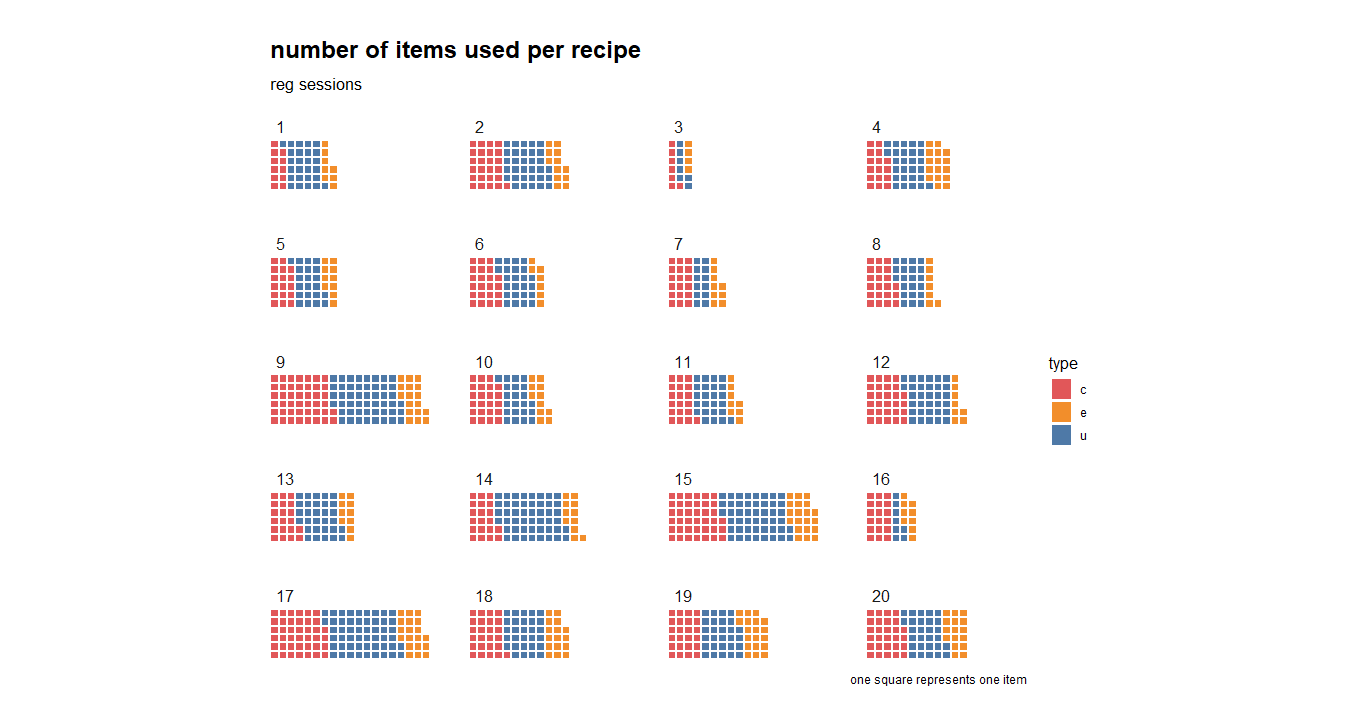 number of items used per recipe
reg sessions
1 2 3 4
5 6 7 8
9 10 11 12
type
c
e
u
13 14 15 16
17 18 19 20
one square represents one item